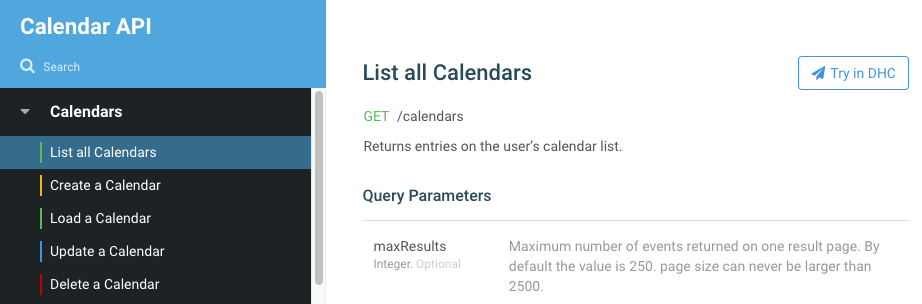 Calendar API
Search
Calendars
List all Calendars
Create a Calendar
Load a Calendar
Update a Calendar
Delete a Calendar
List all Calendars
Try in DHC
GET /calendars
Returns entries on the user's calendar list.
Query Parameters
maxResults
Integer. Optional
Maximum number of events returned on one result page. By
default the value is 250. page size can never be larger than
2500.